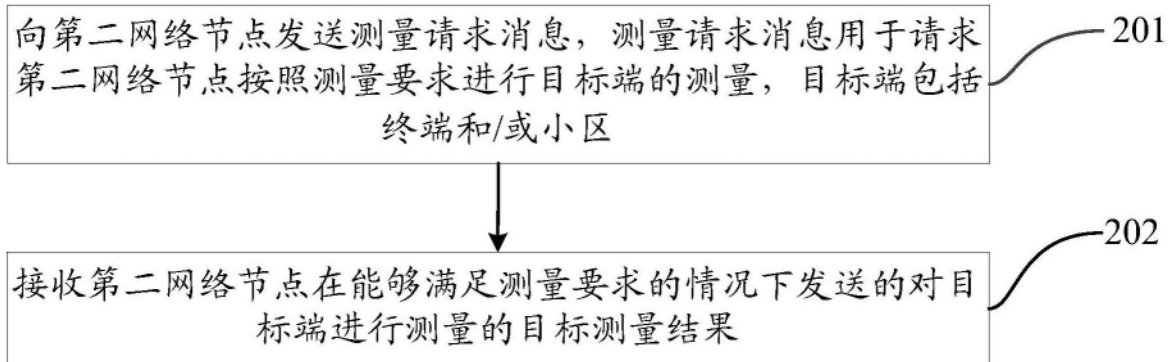 向第二网络节点发送测量请求消息，测量请求消息用于请求
第二网络节点按照测量要求进行目标端的测量，目标端包括
终端和/或小区
201
接收第二网络节点在能够满足测量要求的情况下发送的对目
标端进行测量的目标测量结果
202